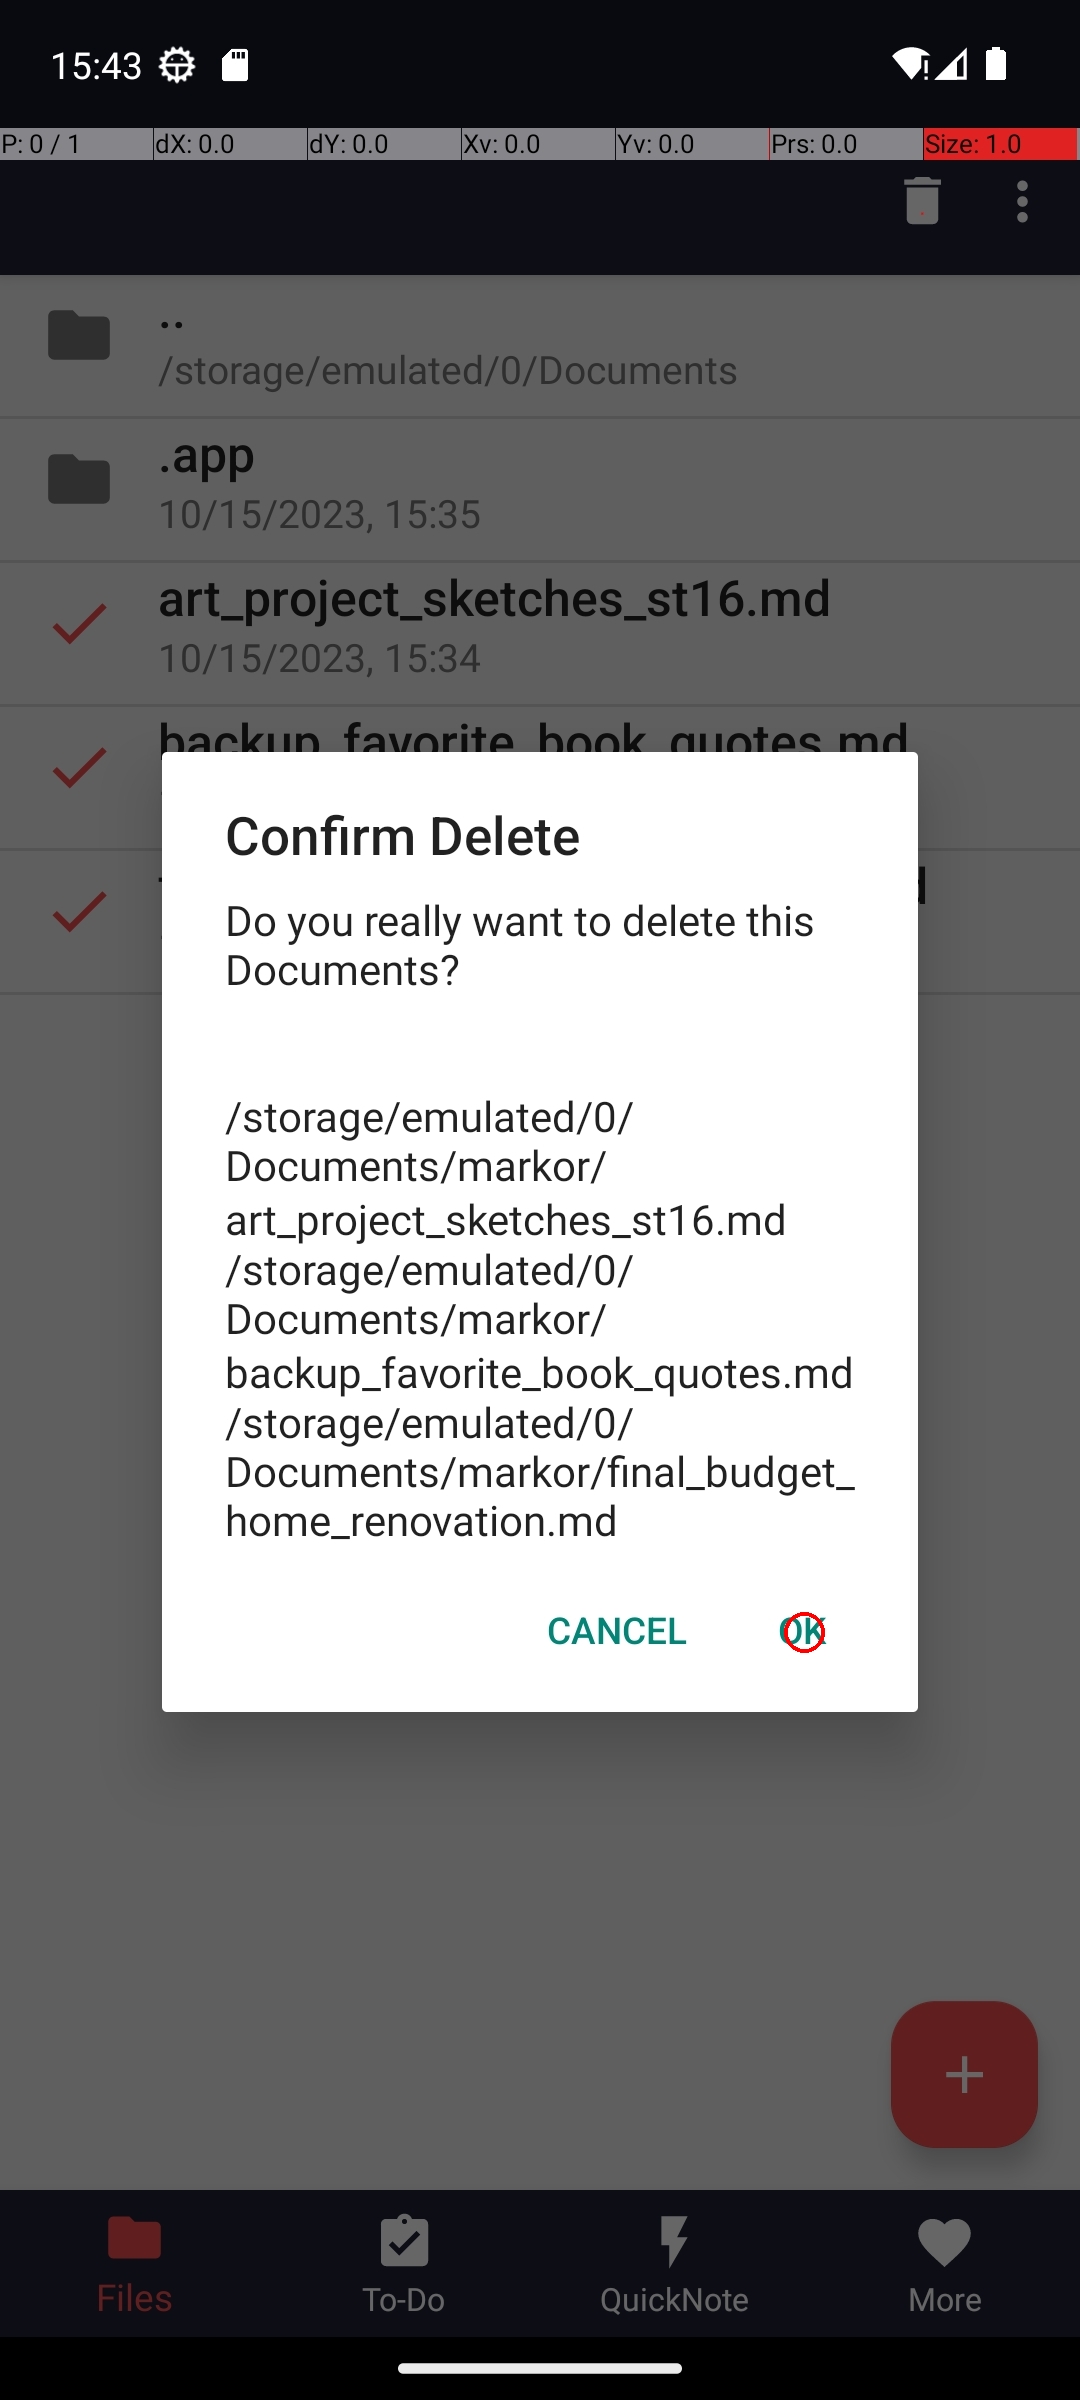 15:43
P: 0 / 1
dX: 0.0
dY: 0.0
Xv: 0.0
Yv: 0.0
Prs: 0.0
Size: 1.0
..
/storage/emulated/0/Documents
.app
10/15/2023, 15:35
art_project_sketches_st16.md
10/15/2023, 15:34
backup_favorite_book_quotes.md
Confirm Delete
Do you really want to delete this
Documents?
/storage/emulated/0/
Documents/markor/
art_project_sketches_st16.md
/storage/emulated/0/
Documents/markor/
backup_favorite_book_quotes.md
/storage/emulated/0/
Documents/markor/final_budget_
home_renovation.md
CANCEL
OK
Files
To-Do
QuickNote
More